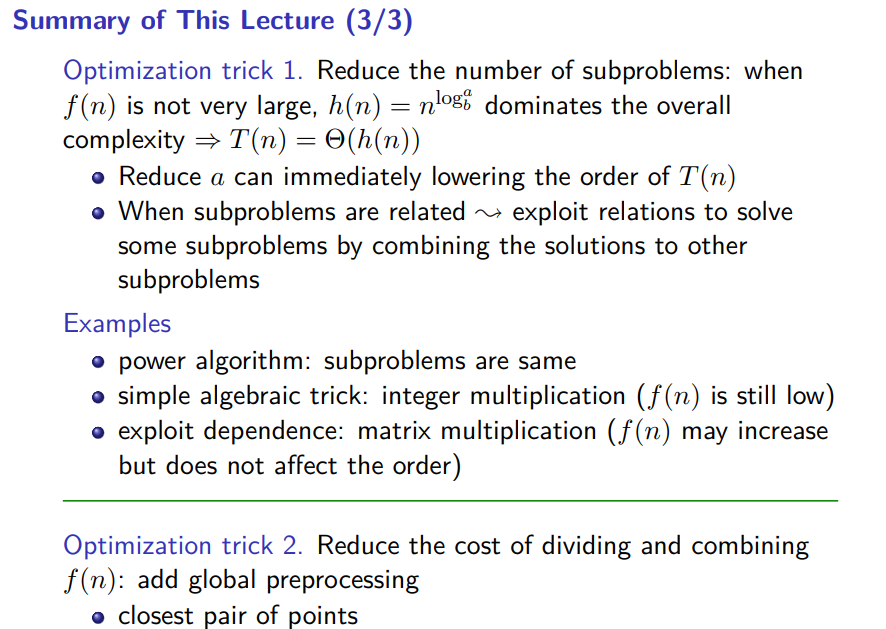 Summary of This Lecture (3/3)
Optimization trick 1. Reduce the number of subproblems: when
f(n) is not very large, h(n) = n^{log_b^a} dominates the overall
complexity ⇒ T(n) = Θ(h(n))
• Reduce a can immediately lowering the order of T(n)
• When subproblems are related ⇝ exploit relations to solve
some subproblems by combining the solutions to other
subproblems
Examples
• power algorithm: subproblems are same
• simple algebraic trick: integer multiplication (f(n) is still low)
• exploit dependence: matrix multiplication (f(n) may increase
but does not affect the order)
Optimization trick 2. Reduce the cost of dividing and combining
f(n): add global preprocessing
• closest pair of points